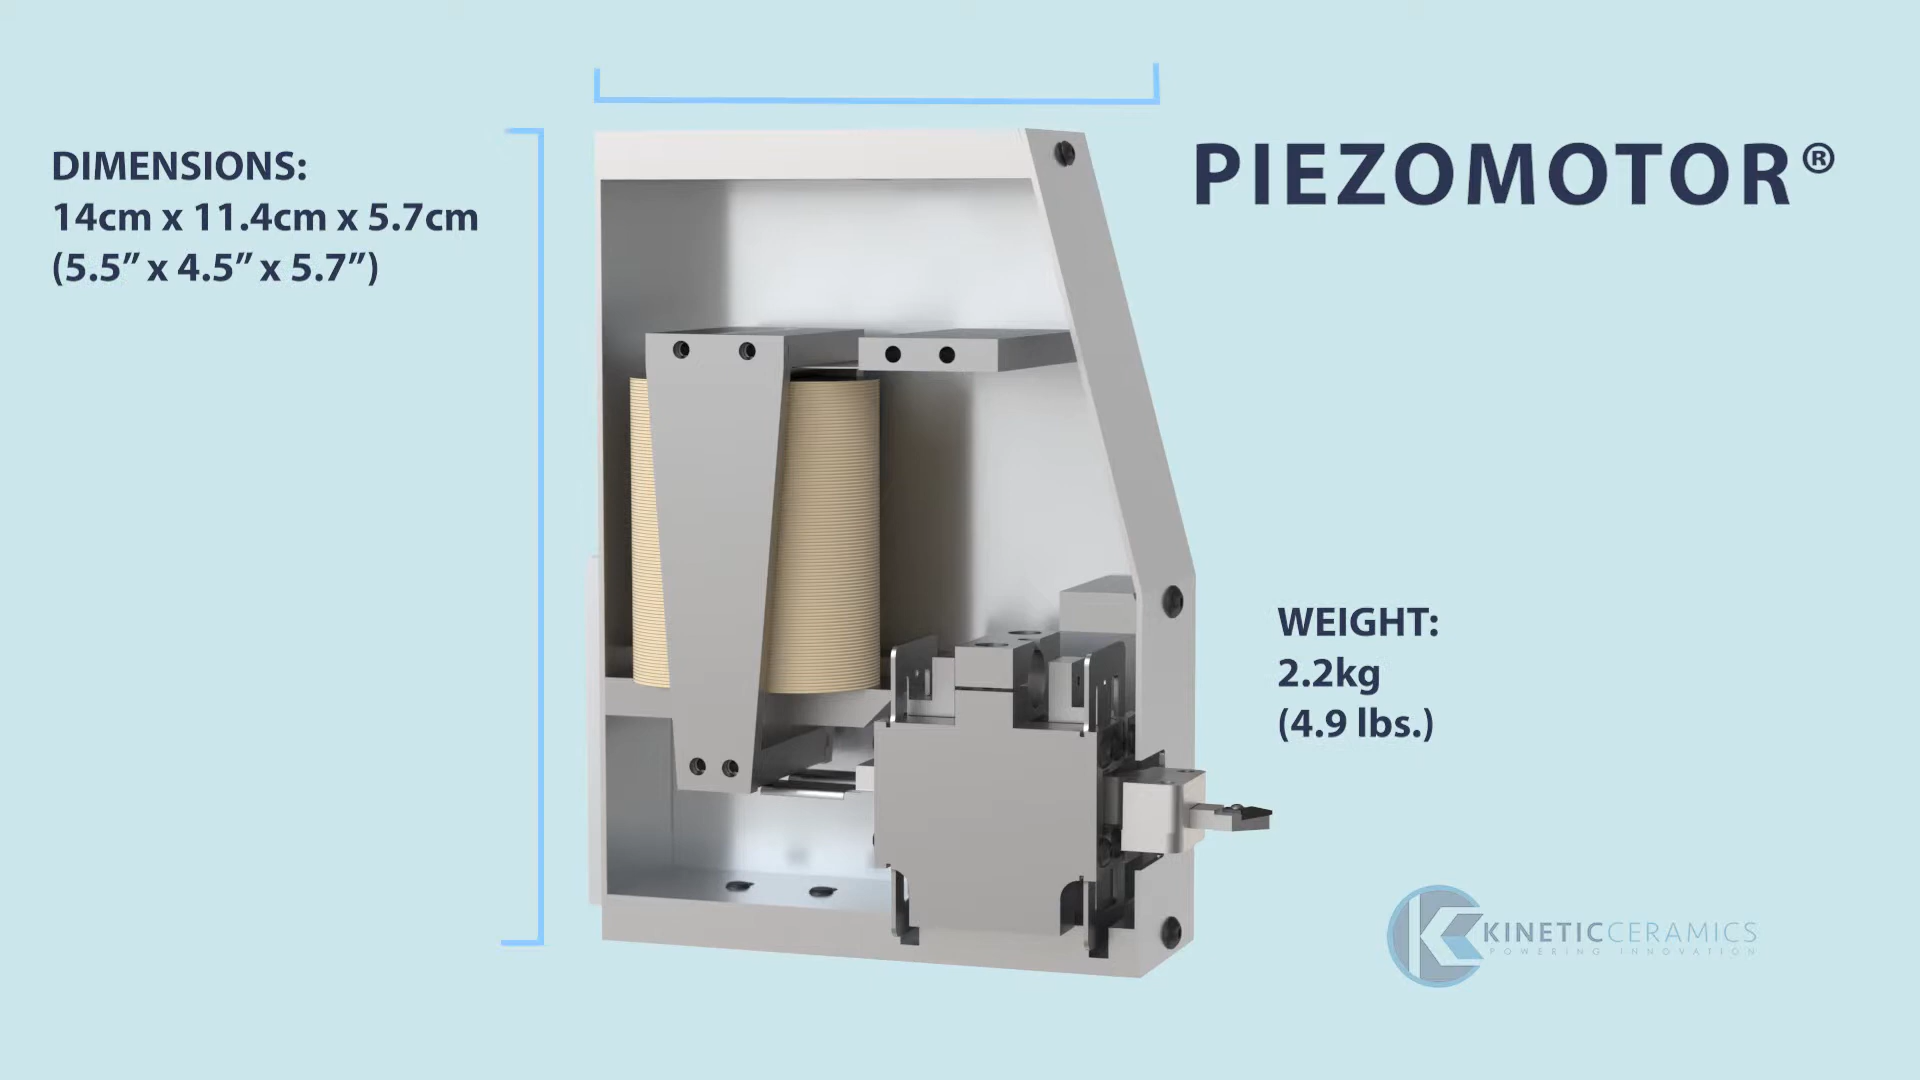 DIMENSIONS:
14cm x 11.4cm x 5.7cm
(5.5” x 4.5” x 5.7”)
PIEZOMOTOR®
WEIGHT:
2.2kg
(4.9 lbs.)
KINETICCERAMICS
POWERING INNOVATION